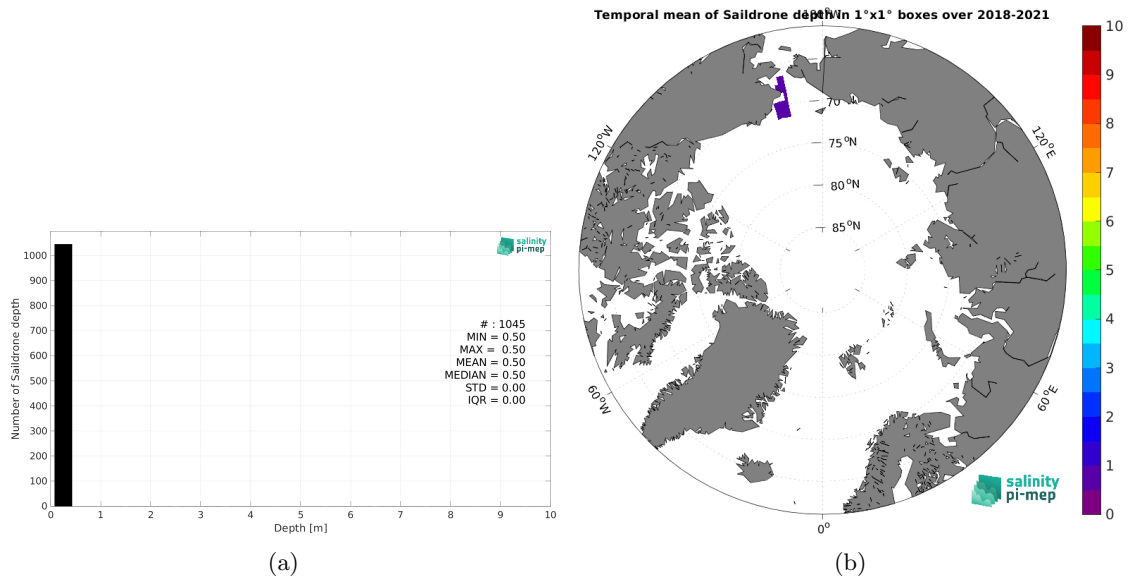 Number of Saildrone depth
1000
900
800
700
600
500
400
300
200
100
0
salinity
pi-mep
# : 1045
MIN = 0.50
MAX = 0.50
MEAN = 0.50
MEDIAN = 0.50
STD = 0.00
IQR = 0.00
0 1 2 3 4 5 6 7 8 9 10
Depth [m]
(a)
Temporal mean of Saildrone depth in 1°x1° boxes over 2018-2021
180°W
120°W
120°E
70°N
75°N
80°N
85°N
60°W
60°E
0°
10
9
8
7
6
5
4
3
2
1
0
salinity
pi-mep
(b)